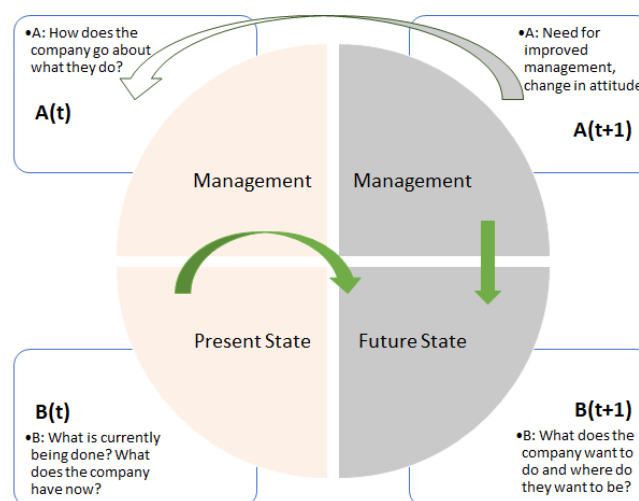 •A: How does the
company go about
what they do?
A(t)
•A: Need for
improved
management,
change in attitude
A(t+1)
Management
Management
Present State
Future State
B(t)
•B: What is currently
being done? What
does the company
have now?
B(t+1)
•B: What does the
company want to
do and where do
they want to be?